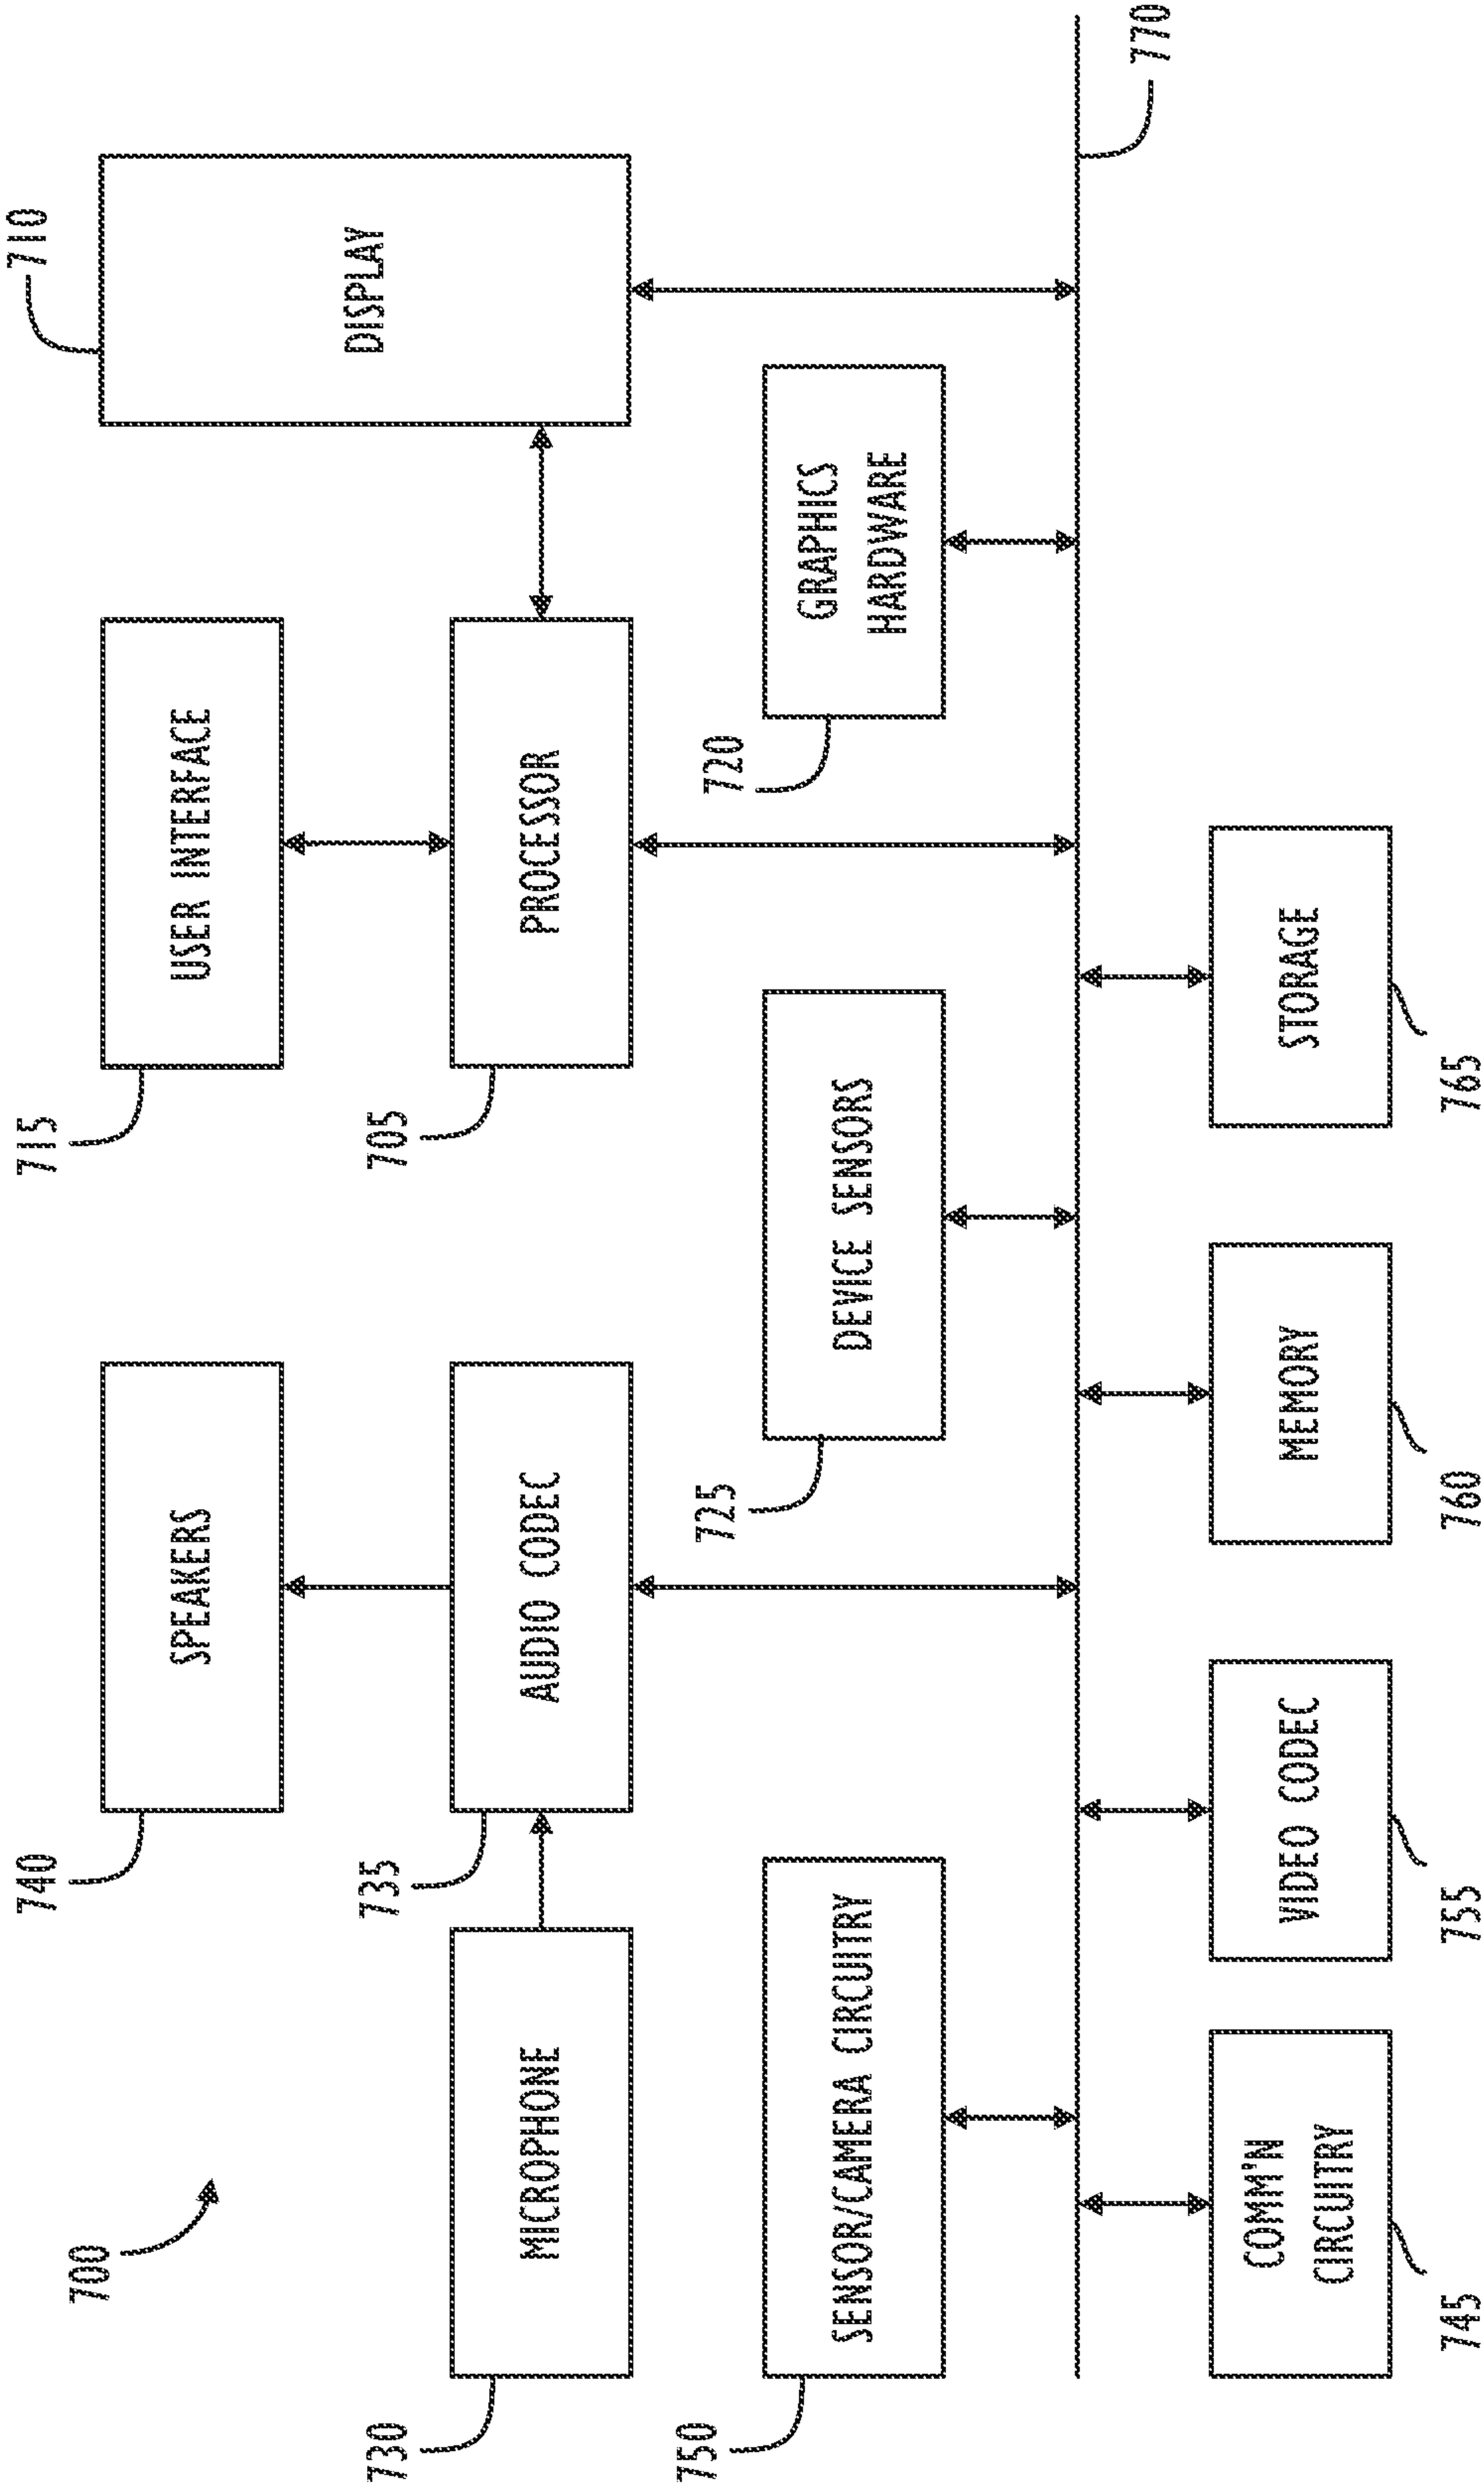 700
740
SPEAKERS
715
USER INTERFACE
710
DISPLAY
730
MICROPHONE
735
AUDIO CODEC
705
PROCESSOR
750
SENSOR/CAMERA CIRCUITRY
725
DEVICE SENSORS
720
GRAPHICS
HARDWARE
770
COMM'N
CIRCUITRY
745
VIDEO CODEC
755
MEMORY
760
STORAGE
765